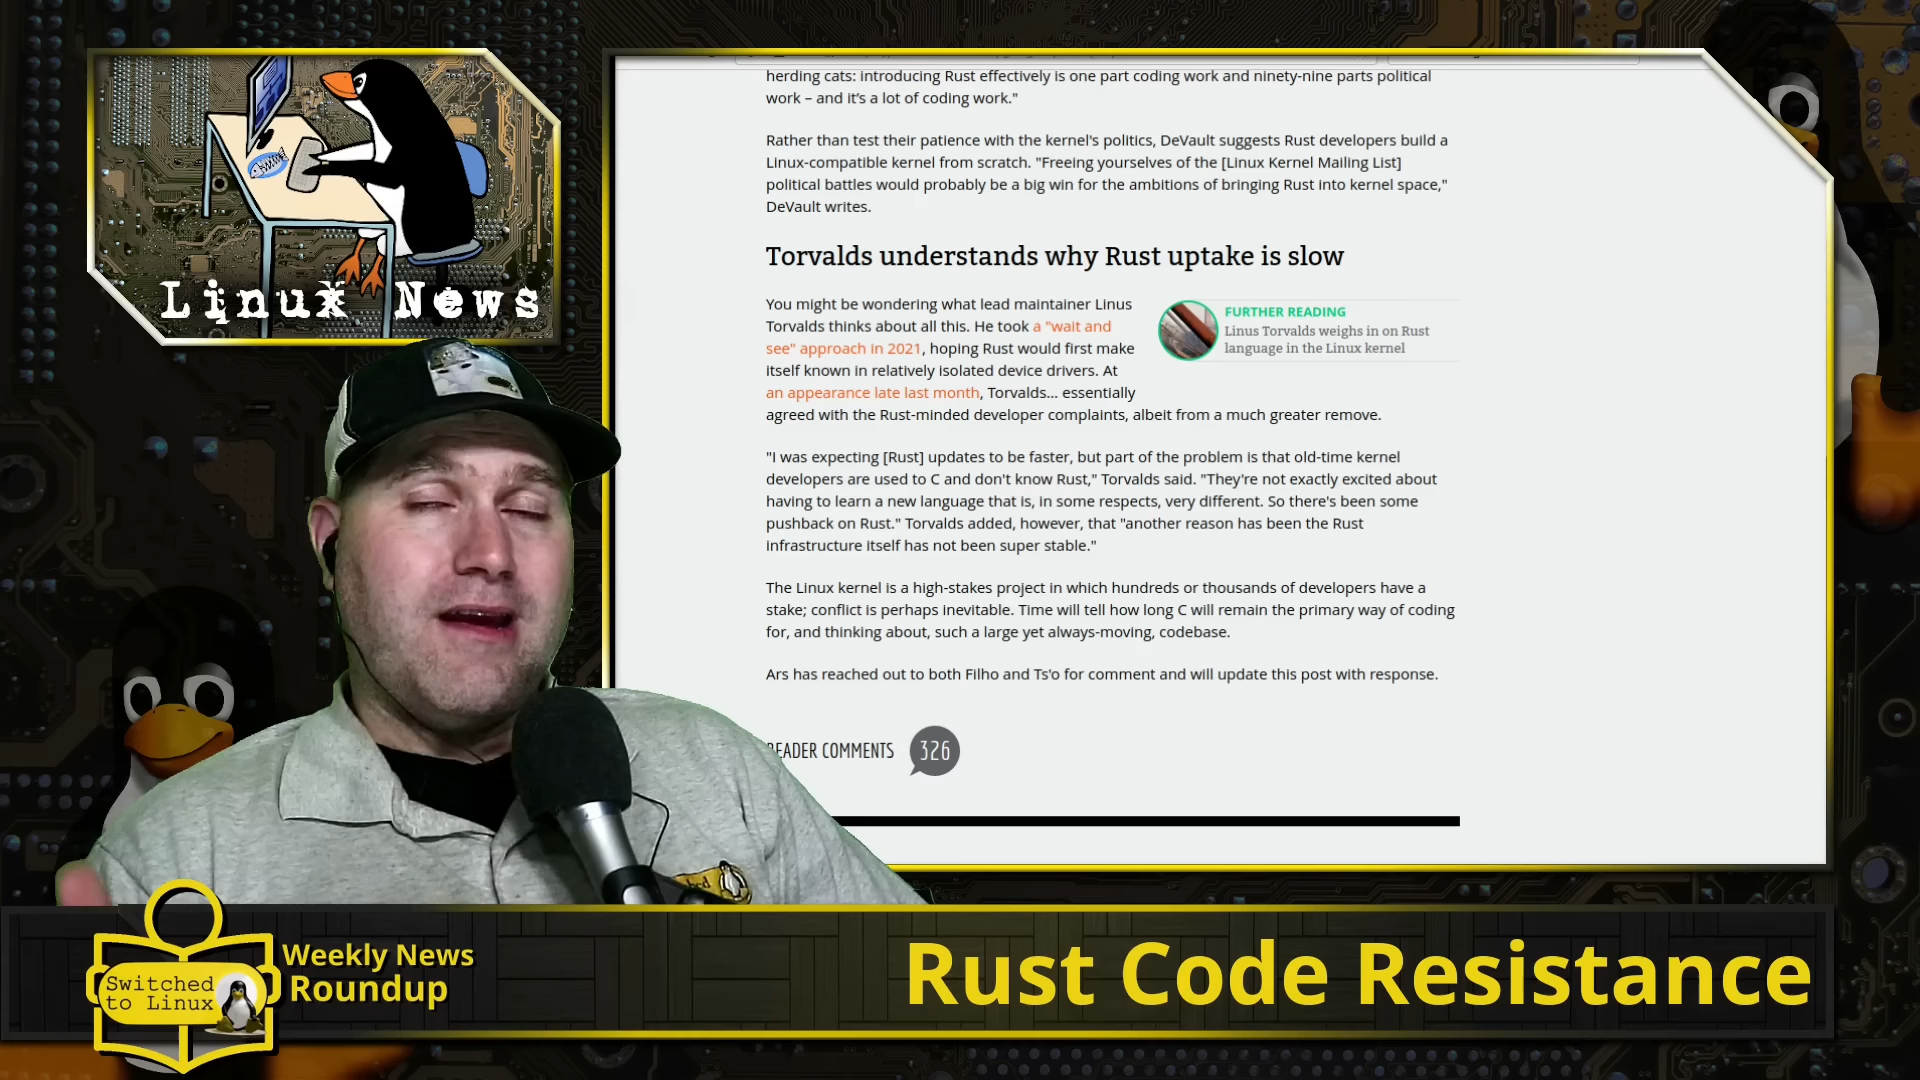 Linux News
herding cats: introducing Rust effectively is one part coding work and ninety-nine parts political
work – and it's a lot of coding work."
Rather than test their patience with the kernel's politics, DeVault suggests Rust developers build a
Linux-compatible kernel from scratch. "Freeing yourselves of the [Linux Kernel Mailing List]
political battles would probably be a big win for the ambitions of bringing Rust into kernel space,"
DeVault writes.
Torvalds understands why Rust uptake is slow
You might be wondering what lead maintainer Linus
Torvalds thinks about all this. He took a "wait and
see" approach in 2021, hoping Rust would first make
itself known in relatively isolated device drivers. At
an appearance late last month, Torvalds... essentially
agreed with the Rust-minded developer complaints, albeit from a much greater remove.
FURTHER READING
Linus Torvalds weighs in on Rust
language in the Linux kernel
"I was expecting [Rust] updates to be faster, but part of the problem is that old-time kernel
developers are used to C and don't know Rust," Torvalds said. "They're not exactly excited about
having to learn a new language that is, in some respects, very different. So there's been some
pushback on Rust." Torvalds added, however, that "another reason has been the Rust
infrastructure itself has not been super stable."
The Linux kernel is a high-stakes project in which hundreds or thousands of developers have a
stake; conflict is perhaps inevitable. Time will tell how long C will remain the primary way of coding
for, and thinking about, such a large yet always-moving, codebase.
Ars has reached out to both Filho and Ts'o for comment and will update this post with response.
EADER COMMENTS 326
Switched
to Linux
Weekly News
Roundup
Rust Code Resistance